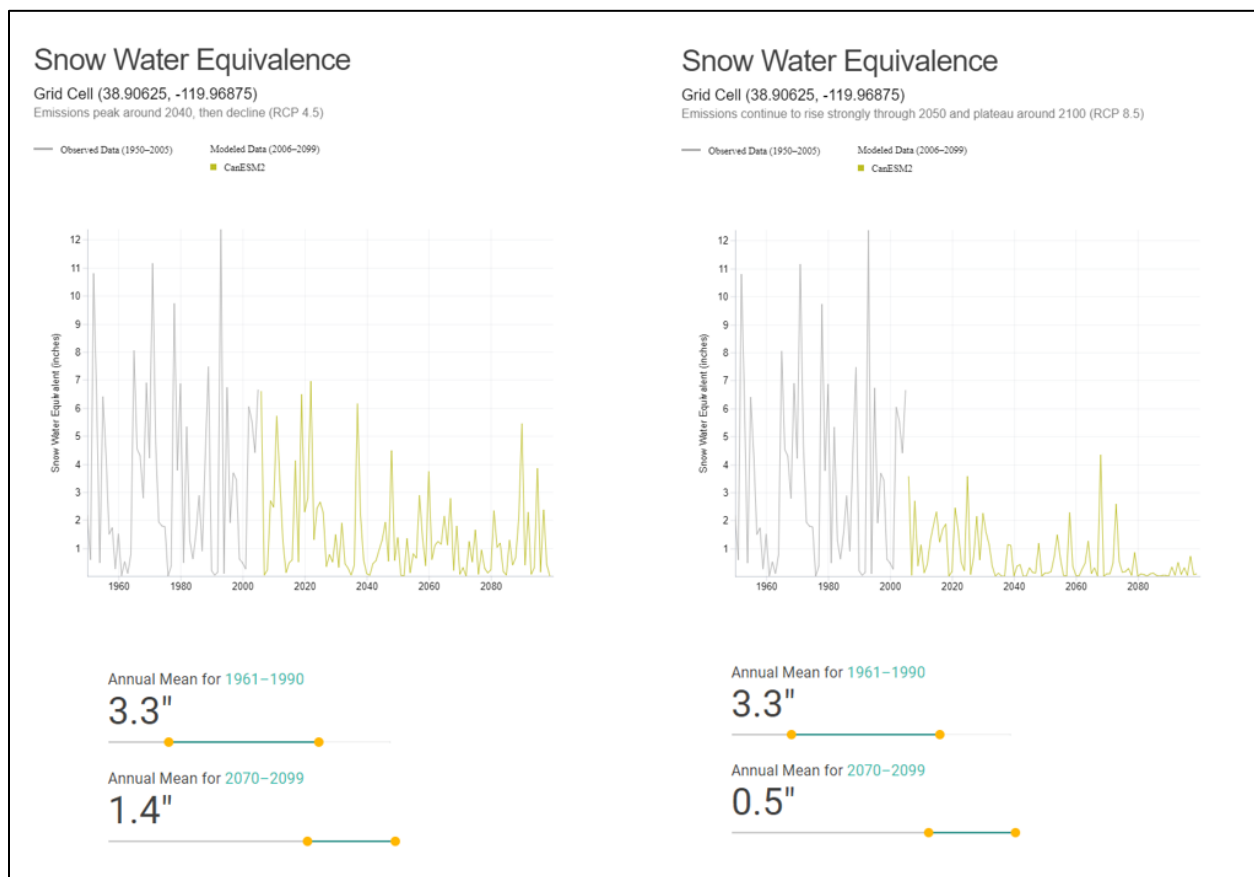 Snow Water Equivalence
Grid Cell (38.90625, -119.96875)
Emissions peak around 2040, then decline (RCP 4.5)
Observed Data (1950–2005) Modeled Data (2006–2099)
CanESM2
Snow Water Equivalent (inches)
12
11
10
9
8
7
6
5
4
3
2
1
1960 1980 2000 2020 2040 2060 2080
Annual Mean for 1961–1990
3.3"
Annual Mean for 2070–2099
1.4"
Snow Water Equivalence
Grid Cell (38.90625, -119.96875)
Emissions continue to rise strongly through 2050 and plateau around 2100 (RCP 8.5)
Observed Data (1950–2005) Modeled Data (2006–2099)
CanESM2
Snow Water Equivalent (inches)
12
11
10
9
8
7
6
5
4
3
2
1
1960 1980 2000 2020 2040 2060 2080
Annual Mean for 1961–1990
3.3"
Annual Mean for 2070–2099
0.5"